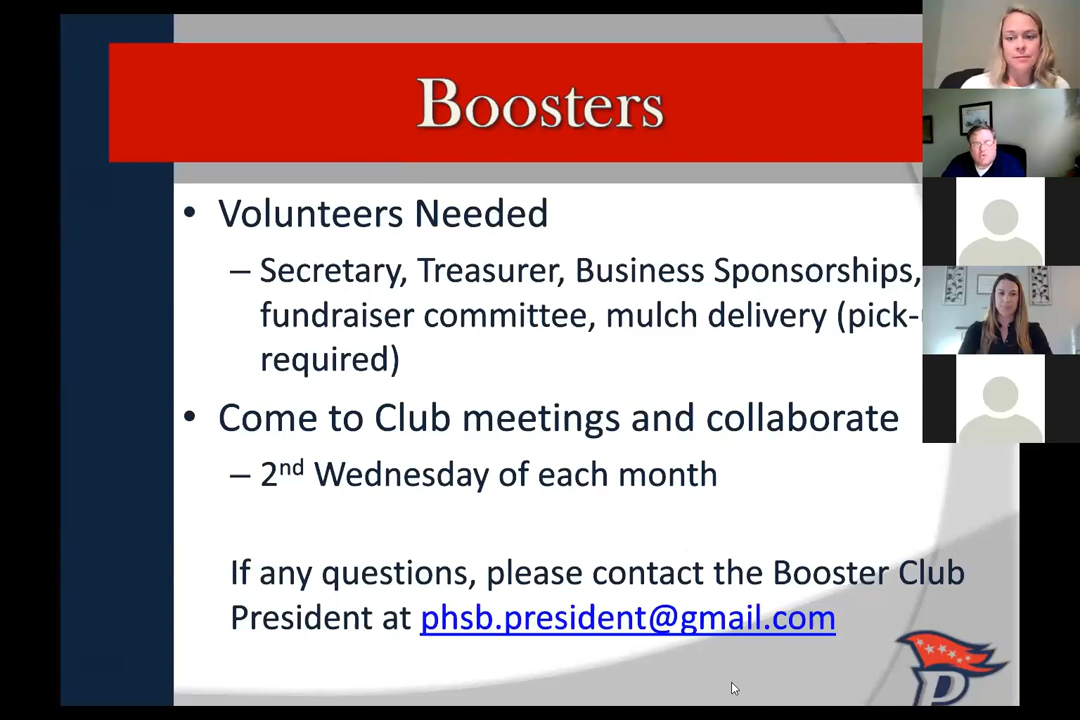 Boosters
• Volunteers Needed
– Secretary, Treasurer, Business Sponsorships,
fundraiser committee, mulch delivery (pick-
required)
• Come to Club meetings and collaborate
– 2nd Wednesday of each month
If any questions, please contact the Booster Club
President at phsb.president@gmail.com
P